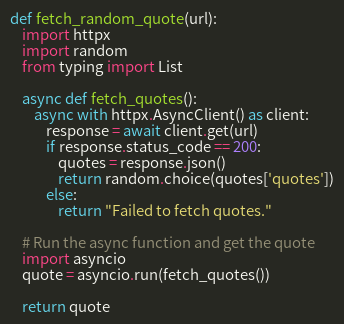 def fetch_random_quote(url):
    import httpx
    import random
    from typing import List

    async def fetch_quotes():
        async with httpx.AsyncClient() as client:
            response = await client.get(url)
            if response.status_code == 200:
                quotes = response.json()
                return random.choice(quotes['quotes'])
            else:
                return "Failed to fetch quotes."

    # Run the async function and get the quote
    import asyncio
    quote = asyncio.run(fetch_quotes())

    return quote